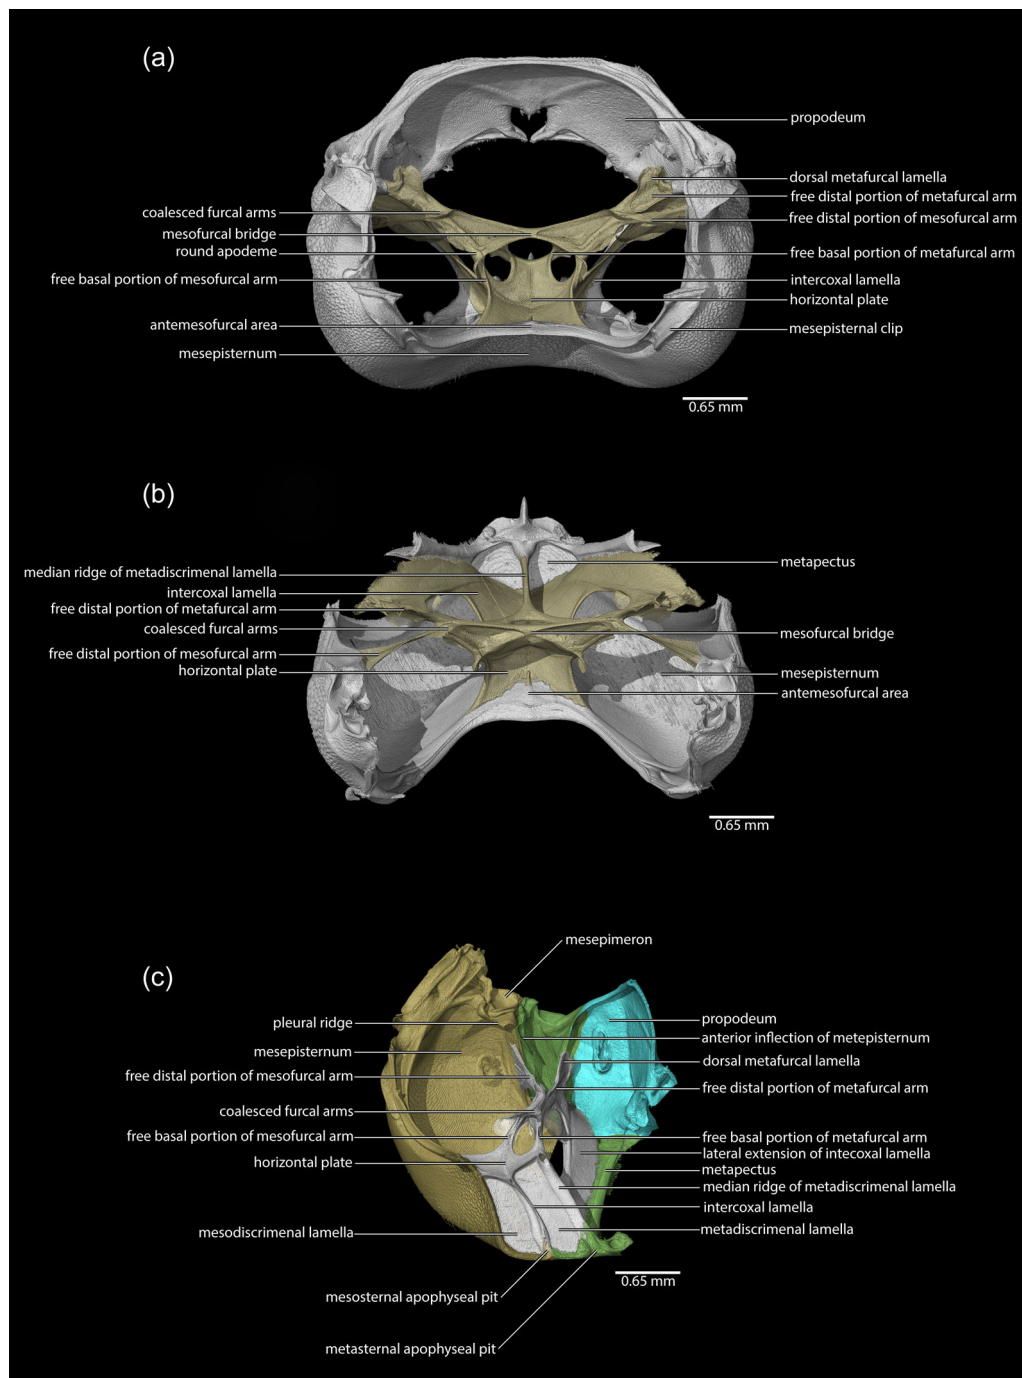 (a)
propodeum
dorsal metafurcal lamella
free distal portion of metafurcal arm
coalesced furcal arms
free distal portion of mesofurcal arm
mesofurcal bridge
round apodeme
free basal portion of metafurcal arm
free basal portion of mesofurcal arm
intercoxal lamella
horizontal plate
antemesofurcal area
mesepisternal clip
mesepisternum
0.65 mm
(b)
metapectus
median ridge of metadiscrimenal lamella
intercoxal lamella
free distal portion of metafurcal arm
coalesced furcal arms
mesofurcal bridge
free distal portion of mesofurcal arm
horizontal plate
mesepisternum
antemesofurcal area
0.65 mm
mesepimeron
(c)
propodeum
pleural ridge
anterior inflection of metepisternum
mesepisternum
dorsal metafurcal lamella
free distal portion of mesofurcal arm
free distal portion of metafurcal arm
coalesced furcal arms
free basal portion of mesofurcal arm
free basal portion of metafurcal arm
lateral extension of intecoxal lamella
horizontal plate
metapectus
median ridge of metadiscrimenal lamella
intercoxal lamella
mesodiscrimenal lamella
metadiscrimenal lamella
0.65 mm
mesosternal apophyseal pit
metasternal apophyseal pit